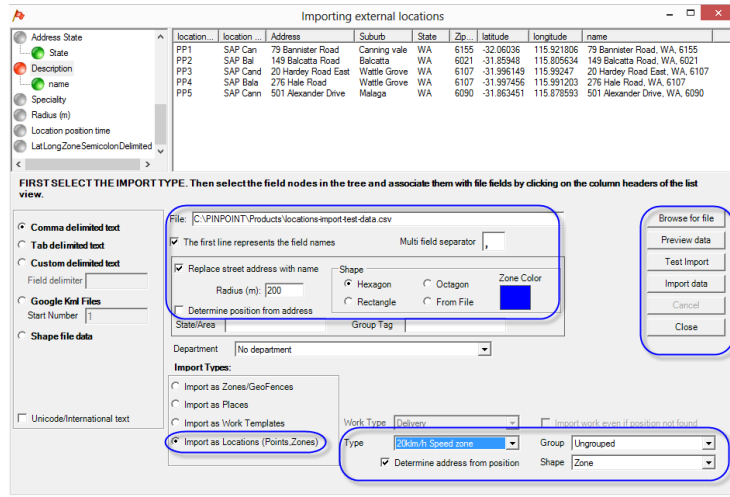 Importing external locations
Address State
State
Description
name
Speciality
Radius (m)
Location position time
LatLongZoneSemicolonDelimited
location... location ... Address Suburb State Zip... latitude longitude name
PP1 SAP Can 79 Bannister Road Canning vale WA 6155 -32.06036 115.921806 79 Bannister Road, WA, 6155
PP2 SAP Bal 149 Balcatta Road Balcatta WA 6021 -31.85948 115.805634 149 Balcatta Road, WA, 6021
PP3 SAP Cand 20 Hardey Road East Wattle Grove WA 6107 -31.996149 115.99247 20 Hardey Road East, WA, 6107
PP4 SAP Bala 276 Hale Road Wattle Grove WA 6107 -31.997456 115.991203 276 Hale Road, WA, 6107
PP5 SAP Cann 501 Alexander Drive Malaga WA 6090 -31.863451 115.878593 501 Alexander Drive, WA, 6090
FIRST SELECT THE IMPORT TYPE. Then select the field nodes in the tree and associate them with file fields by clicking on the column headers of the list
view.
Comma delimited text
Tab delimited text
Custom delimited text
Field delimiter
Google Kml Files
Start Number 1
Shape file data
Unicode/International text
File: C:\PINPOINT\Products\locations-import-test-data.csv
The first line represents the field names Multi field separator ,
Replace street address with name
Radius (m): 200
Determine position from address
Shape
Hexagon Octagon Zone Color
Rectangle From File
State/Area Group Tag
Department No department
Import Types:
Import as Zones/GeoFences
Import as Places
Import as Work Templates
Import as Locations (Points,Zones)
Work Type Delivery Import work even if position not found
Type 20klm/h Speed zone Group Ungrouped
Determine address from position Shape Zone
Browse for file
Preview data
Test Import
Import data
Cancel
Close